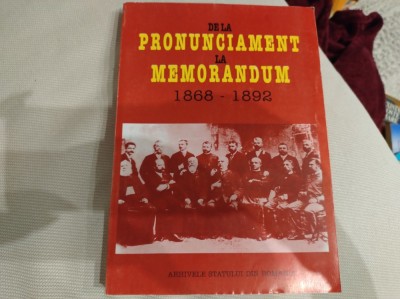 DE LA
PRONUNCIAMENT
LA
MEMORANDUM
1868 - 1892
ARHIVELE STATULUI DIN